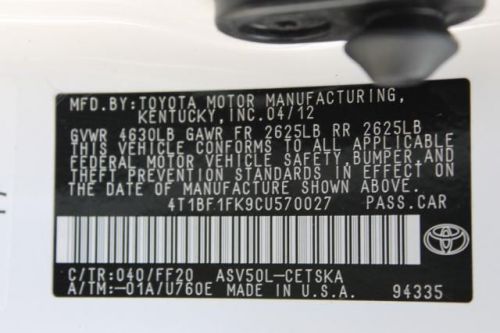 MFD.BY:TOYOTA MOTOR MANUFACTURING,
KENTUCKY,INC.04/12
GVWR 4630LB GAWR FR 2625LB RR 2625LB
THIS VEHICLE CONFORMS TO ALL APPLICABLE
FEDERAL MOTOR VEHICLE SAFETY,BUMPER,AND
THEFT PREVENTION STANDARDS IN EFFECT ON
THE DATE OF MANUFACTURE SHOWN ABOVE.
4T1BF1FK9CU570027 PASS.CAR
C/TR:040/FF20 ASV50L-CETSKA
A/TM:-01A/U760E MADE IN U.S.A. 94335